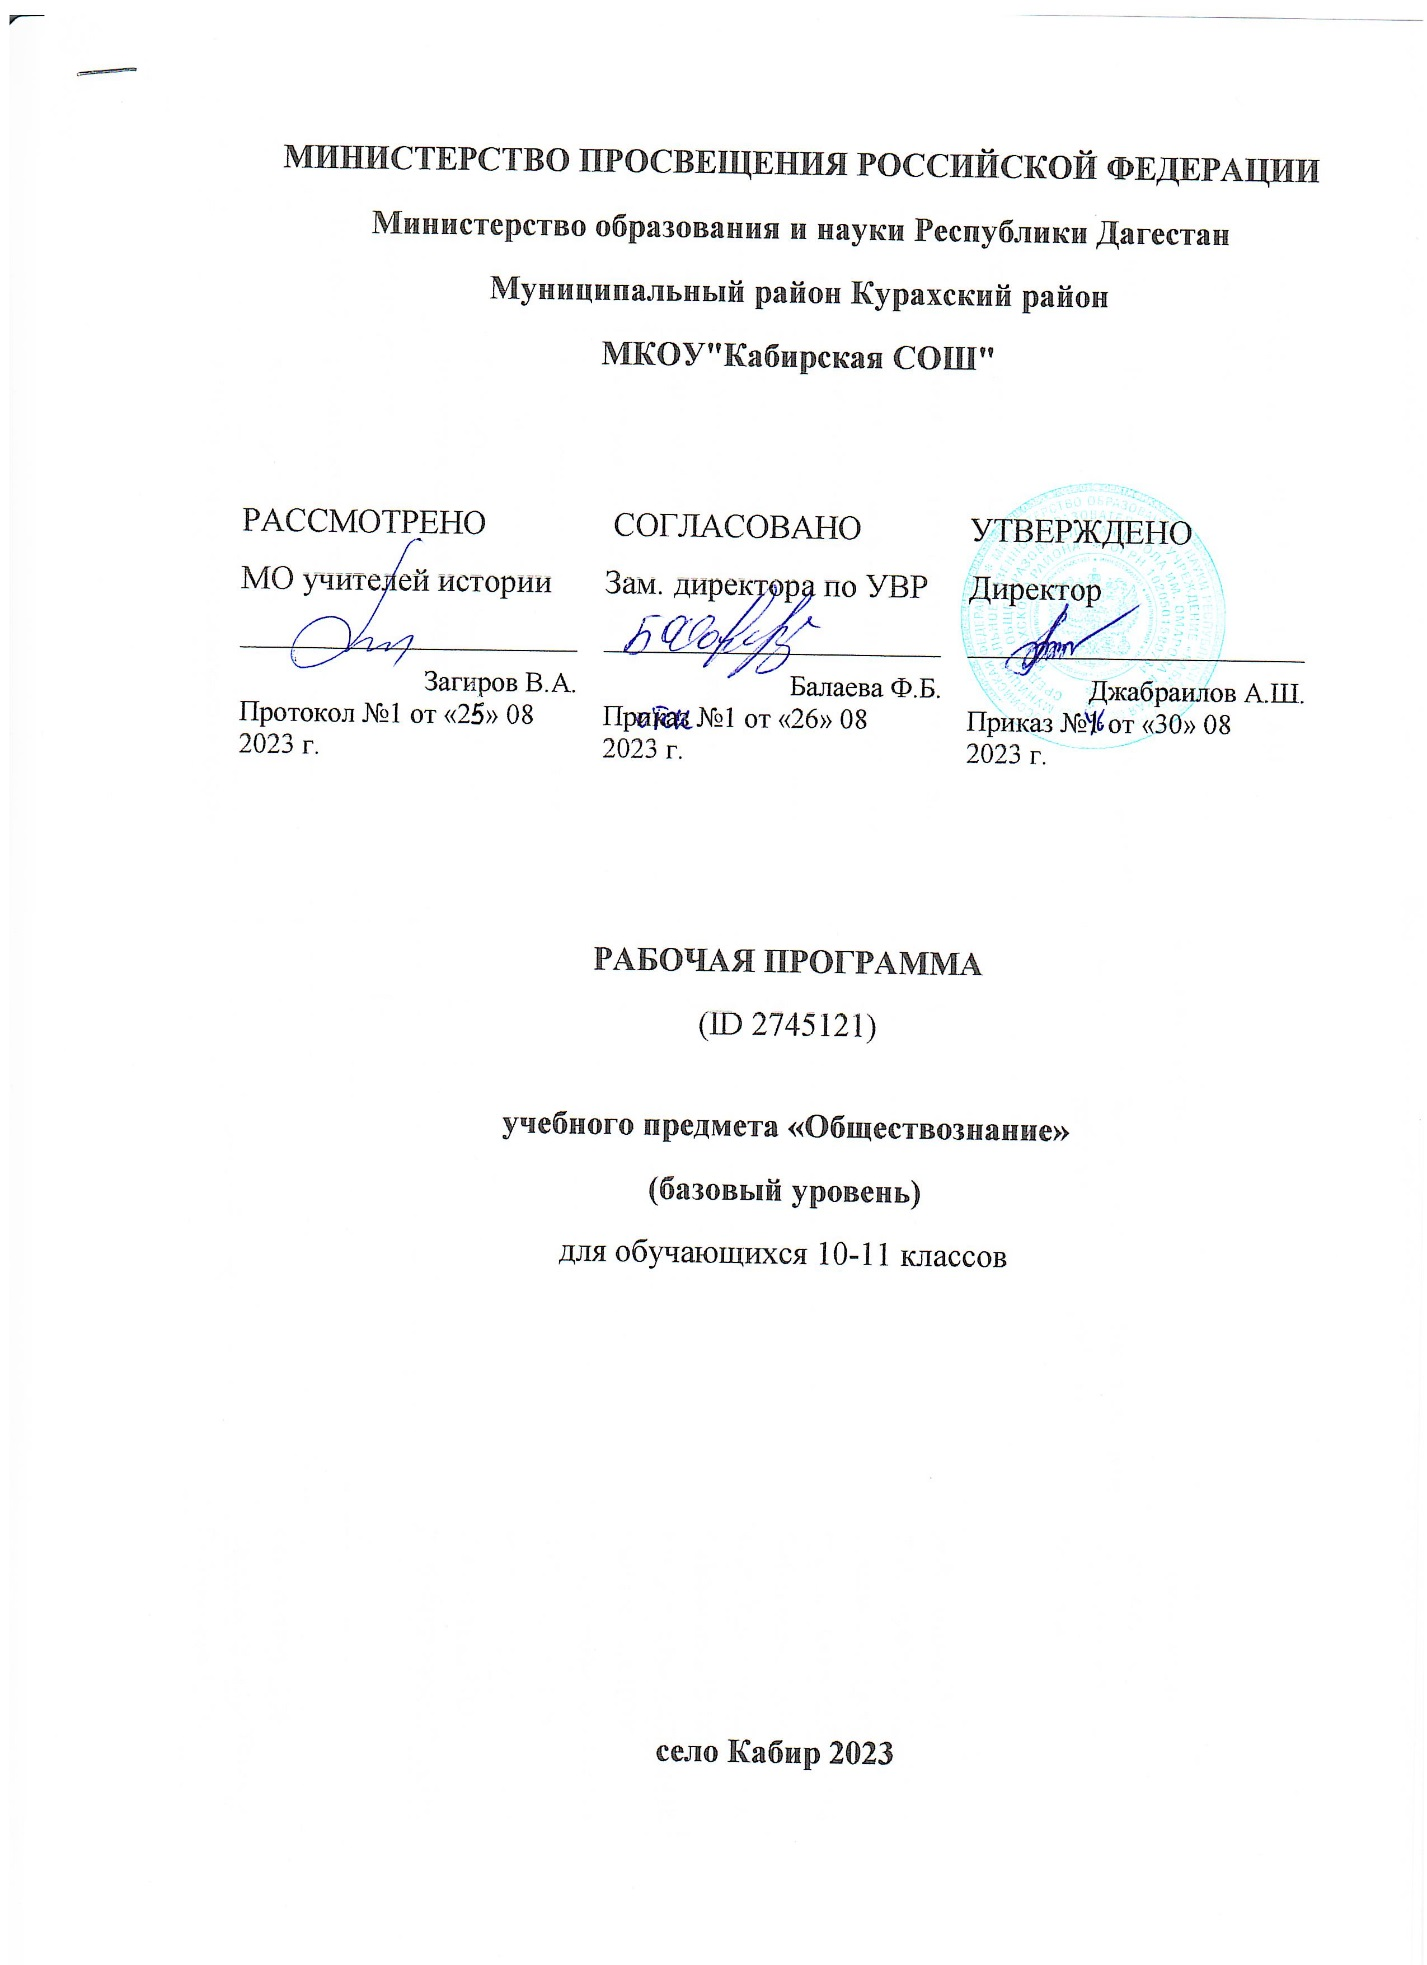 МИНИСТЕРСТВО ПРОСВЕЩЕНИЯ РОССИЙСКОЙ ФЕДЕРАЦИИ
Министерство образования и науки Республики Дагестан
Муниципальный район Курахский район
МКОУ"Кабирская СОШ"
РАССМОТРЕНО
МО учителей истории
Загиров В.А.
Протокол №1 от «25» 08
2023 г.
СОГЛАСОВАНО
Зам. директора по УВР
Балаева Ф.Б.
Приказ №1 от «26» 08
2023 г.
УТВЕРЖДЕНО
Директор
Джабраилов А.Ш.
Приказ № от «30» 08
2023 г.
РАБОЧАЯ ПРОГРАММА
(ID 2745121)
учебного предмета «Обществознание»
(базовый уровень)
для обучающихся 10-11 классов
село Кабир 2023